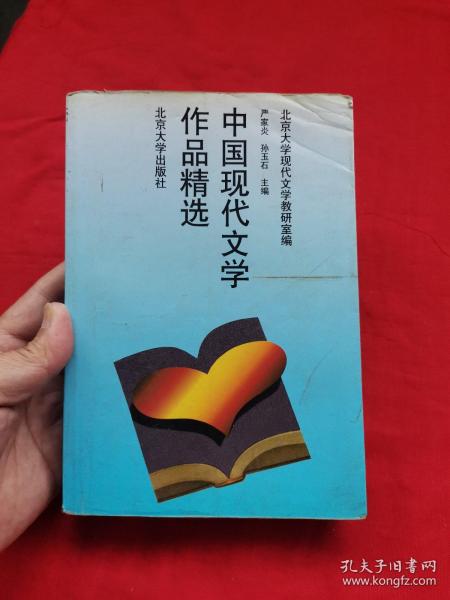 北京大学现代文学教研室编
严家炎 孙玉石 主编
中国现代文学
作品精选
北京大学出版社
孔夫子旧书网
www.kongfz.com